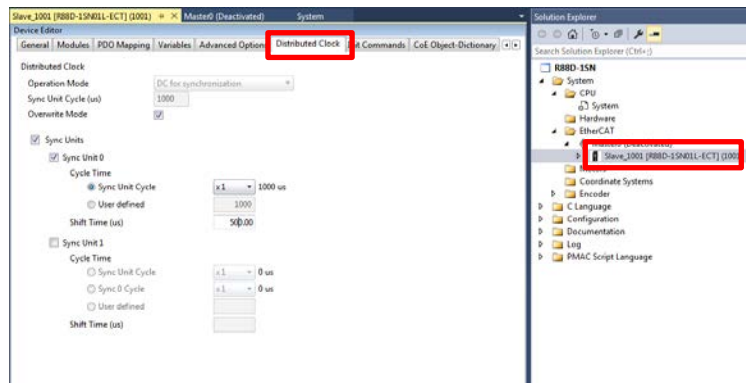 Slave_1001 [R88D-1SN01L-ECT] (1001)
Master0 (Deactivated)
System
Device Editor
General
Modules
PDO Mapping
Variables
Advanced Option
Distributed Clock
Commands
CoE Object-Dictionary
Distributed Clock
Operation Mode
DC for synchronization
Sync Unit Cycle (us)
1000
Overwrite Mode
Sync Units
Sync Unit 0
Cycle Time
Sync Unit Cycle
x1
1000 us
User defined
1000
Shift Time (us)
500.00
Sync Unit 1
Cycle Time
Sync Unit Cycle
x1
0 us
Sync 0 Cycle
x1
0 us
User defined
Shift Time (us)
Solution Explorer
Search Solution Explorer (Ctrl+;)
R88D-1SN
System
CPU
System
Hardware
EtherCAT
Master0 (Deactivated)
Slave_1001 [R88D-1SN01L-ECT] (1001
Motors
Coordinate Systems
Encoder
C Language
Configuration
Documentation
Log
PMAC Script Language